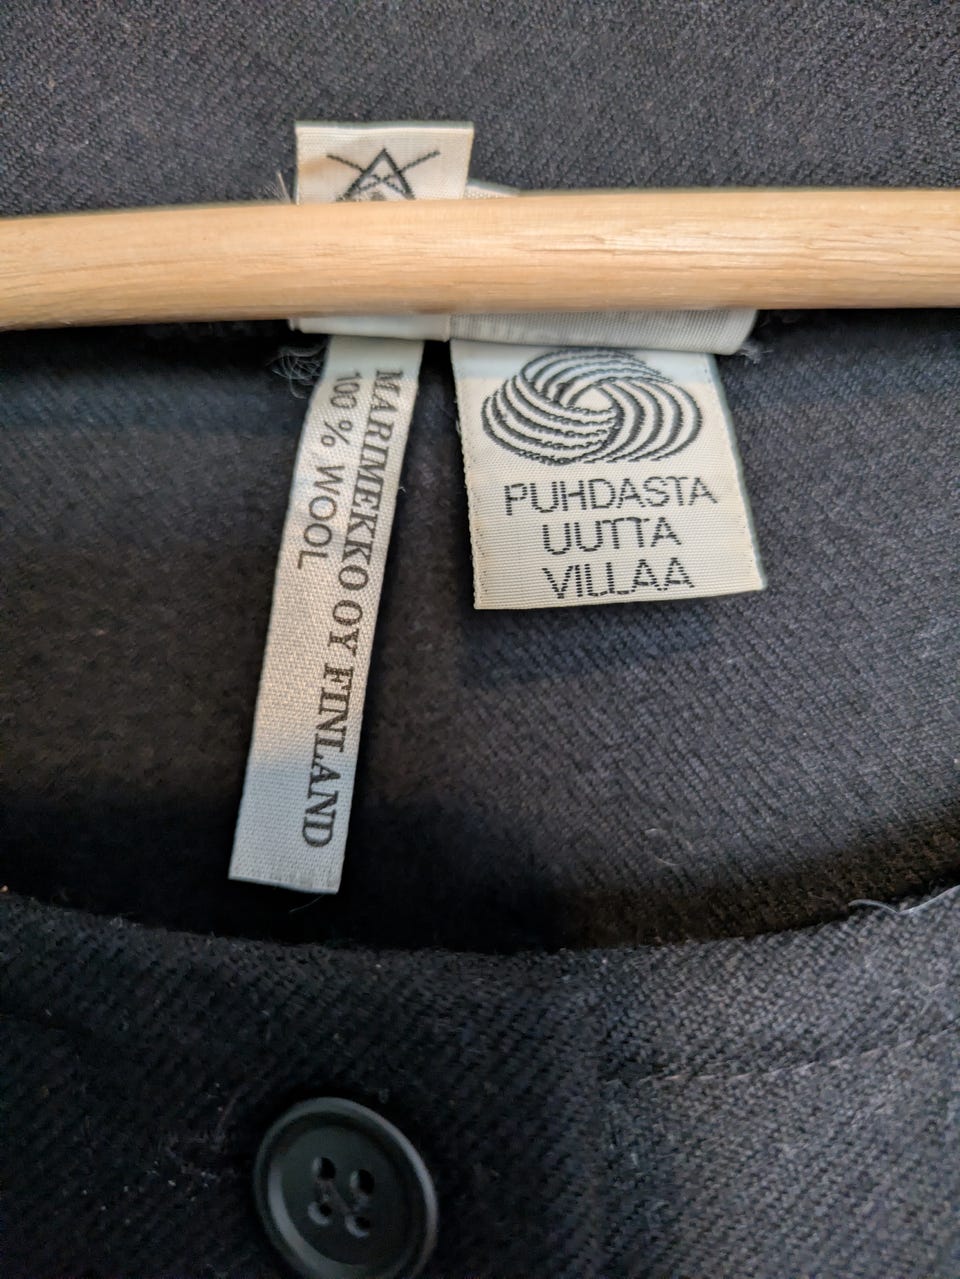 MARIMEKKO OY FINLAND
100 % WOOL
PUHDASTA
UUTTA
VILLAA